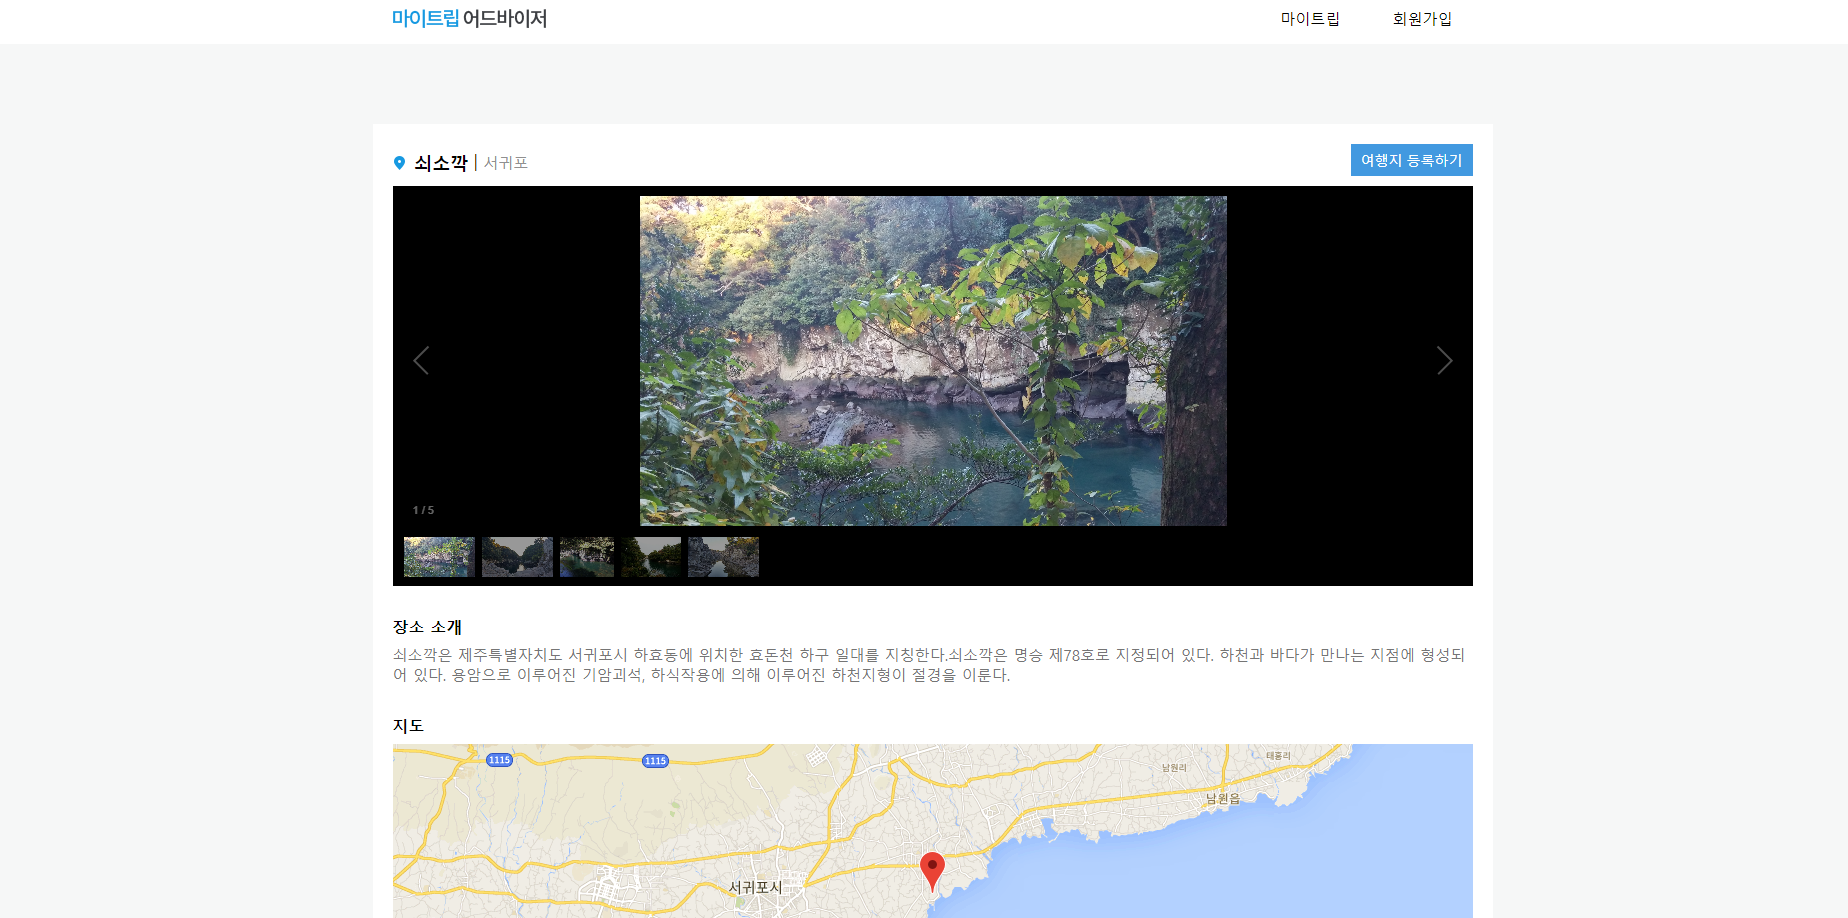 마이트립 어드바이저
마이트립 회원가입
쇠소깍 | 서귀포
여행지 등록하기
1 / 5
장소 소개
쇠소깍은 제주특별자치도 서귀포시 하효동에 위치한 효돈천 하구 일대를 지칭한다.쇠소깍은 명승 제78호로 지정되어 있다. 하천과 바다가 만나는 지점에 형성되
어 있다. 용암으로 이루어진 기암괴석, 하식작용에 의해 이루어진 하천지형이 절경을 이룬다.
지도
1115
1115
태흥리
남원리
남원읍
서귀포시